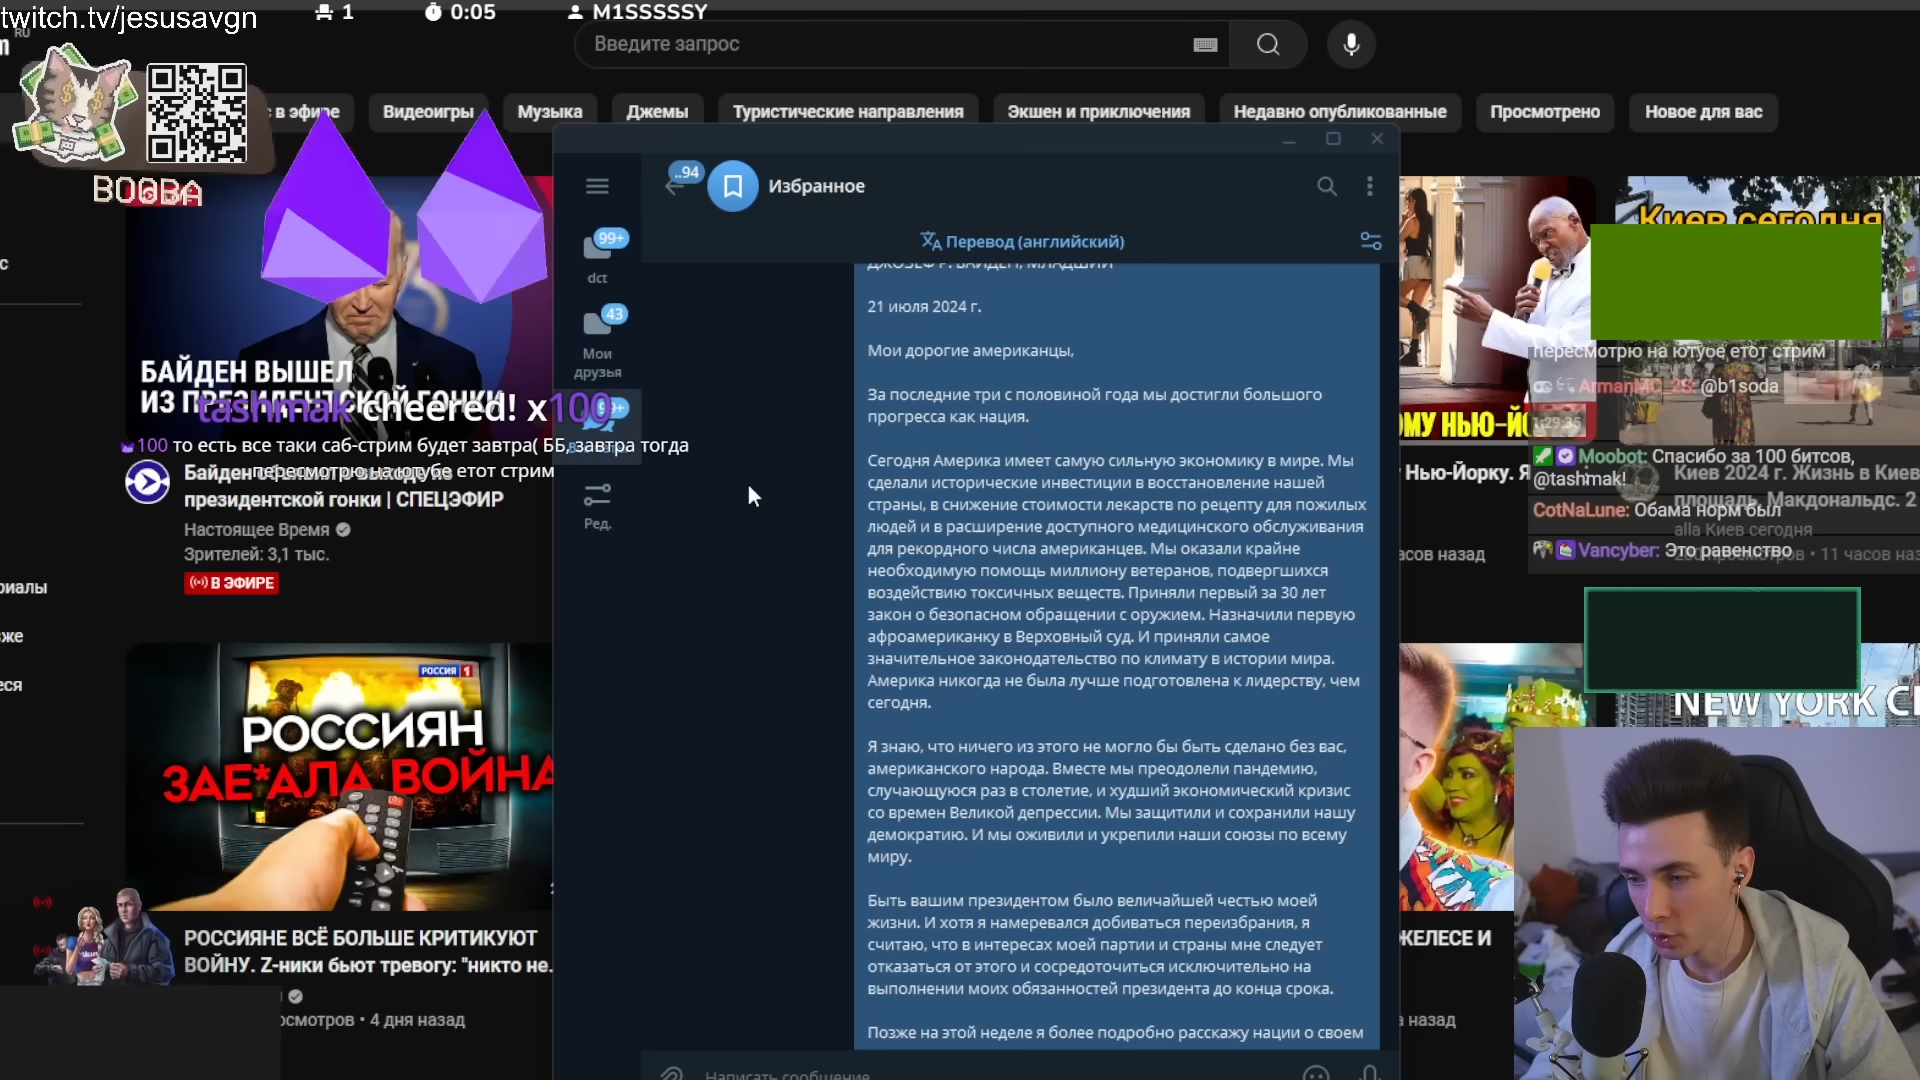 twitch.tv/jesusavgn
1
0:05
M1SSSSSY
RU
Введите запрос
с в эфире
Видеоигры
Музыка
Джемы
Туристические направления
Экшен и приключения
Недавно опубликованные
Просмотрено
Новое для вас
BOOBA
БАЙДЕН ВЫШЕЛ
ИЗ ПРЕЗИДЕНТСКОЙ ГОНКИ
tashmak cheered! x100
100 то есть все таки саб-стрим будет завтра( ББ, завтра тогда
пересмотрю на ютубе етот стрим
президентской гонки | СПЕЦЭФИР
Настоящее Время
Зрителей: 3,1 тыс.
В ЭФИРЕ
РОССИЯ 1
РОССИЯН
ЗАЕ*АЛА ВОЙНА
РОССИЯНЕ ВСЁ БОЛЬШЕ КРИТИКУЮТ
ВОЙНУ. Z-ники бьют тревогу: "никто не
осмотров • 4 дня назад
..94
Избранное
Перевод (английский)
99+
dct
43
Мои
друзья
Ред.
ДЖОЗЕФ Р. БАЙДЕН, МЛАДШИЙ
21 июля 2024 г.
Мои дорогие американцы,
За последние три с половиной года мы достигли большого
прогресса как нация.
Сегодня Америка имеет самую сильную экономику в мире. Мы
сделали исторические инвестиции в восстановление нашей
страны, в снижение стоимости лекарств по рецепту для пожилых
людей и в расширение доступного медицинского обслуживания
для рекордного числа американцев. Мы оказали крайне
необходимую помощь миллиону ветеранов, подвергшихся
воздействию токсичных веществ. Приняли первый за 30 лет
закон о безопасном обращении с оружием. Назначили первую
афроамериканку в Верховный суд. И приняли самое
значительное законодательство по климату в истории мира.
Америка никогда не была лучше подготовлена к лидерству, чем
сегодня.
Я знаю, что ничего из этого не могло бы быть сделано без вас,
американского народа. Вместе мы преодолели пандемию,
случающуюся раз в столетие, и худший экономический кризис
со времен Великой депрессии. Мы защитили и сохранили нашу
демократию. И мы оживили и укрепили наши союзы по всему
миру.
Быть вашим президентом было величайшей честью моей
жизни. И хотя я намеревался добиваться переизбрания, я
считаю, что в интересах моей партии и страны мне следует
отказаться от этого и сосредоточиться исключительно на
выполнении моих обязанностей президента до конца срока.
Позже на этой неделе я более подробно расскажу нации о своем
Написать сообщение
Киев сегодня
пересмотрю на ютубе етот стрим
ArmanMC_2S: @b1soda
1:29:35
ОМУ НЬЮ-Й
Moobot: Спасибо за 100 битсов,
@tashmak!
Нью-Йорку. Я
Киев 2024 г. Жизнь в Киев
площадь. Макдональдс. 2
CotNaLune: Обама норм был
alla Киев сегодня
Vancyber: Это равенство
асов назад
• 11 часов наз
NEW YORK C
ЖЕЛЕСЕ И
а назад
риалы